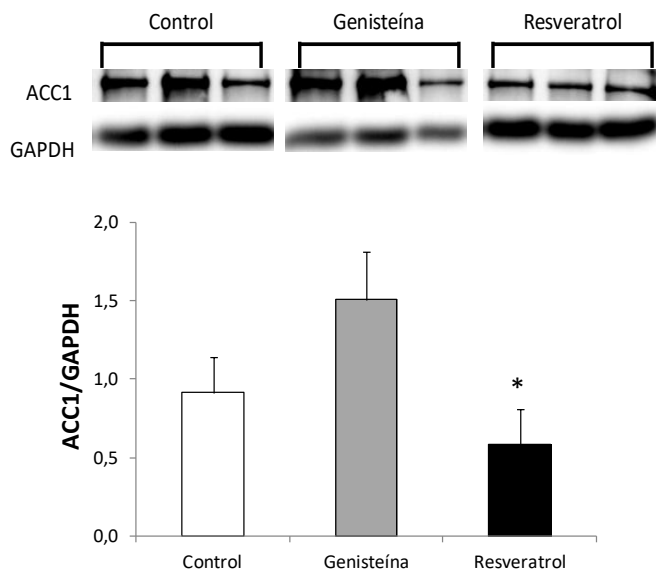 Control Genisteína Resveratrol
ACC1
GAPDH
2,0
1,5
1,0
0,5
0,0
ACC1/GAPDH
*
Control Genisteína Resveratrol